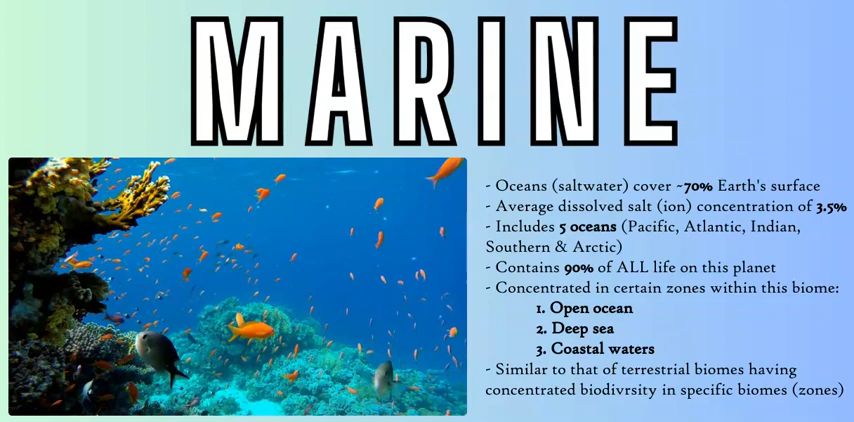 MARINE
- Oceans (saltwater) cover ~70% Earth's surface
- Average dissolved salt (ion) concentration of 3.5%
- Includes 5 oceans (Pacific, Atlantic, Indian,
Southern & Arctic)
- Contains 90% of ALL life on this planet
- Concentrated in certain zones within this biome:
1. Open ocean
2. Deep sea
3. Coastal waters
- Similar to that of terrestrial biomes having
concentrated biodivrsity in specific biomes (zones)